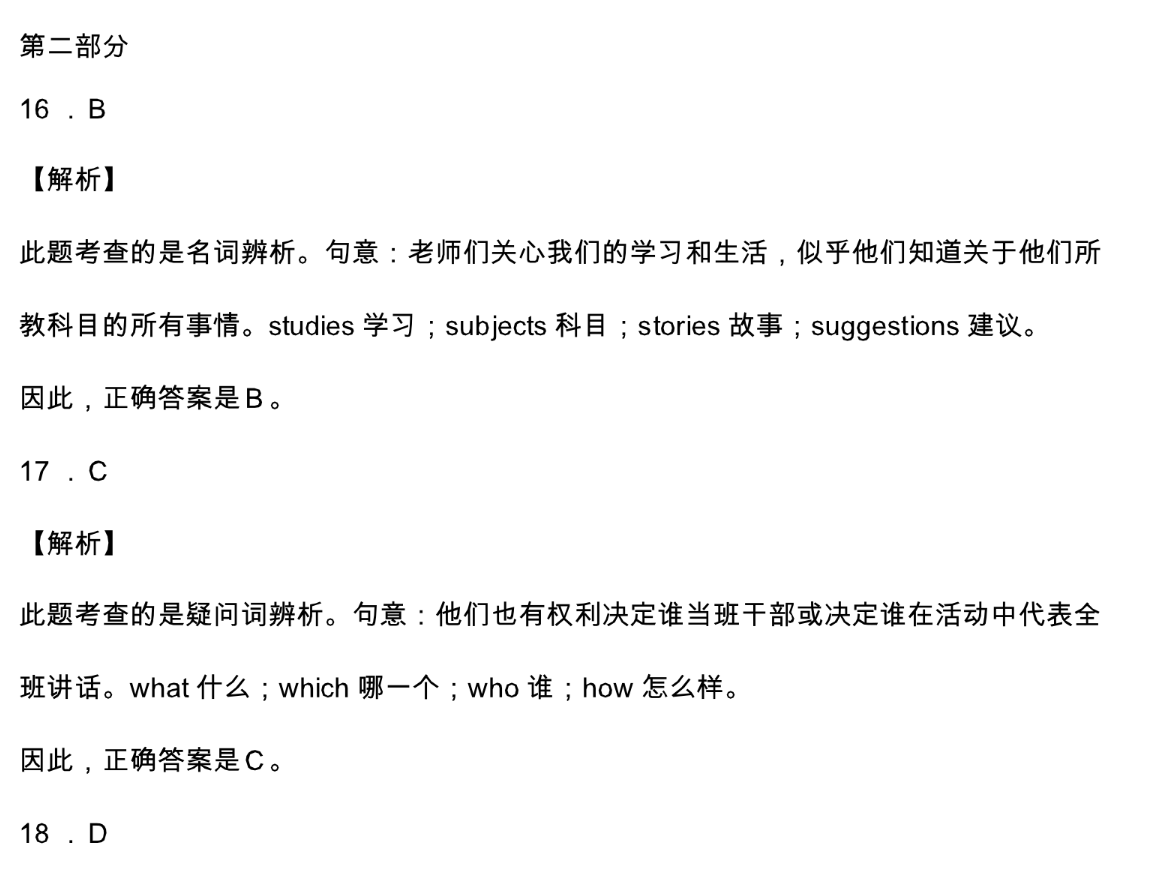 第二部分
16 ．B
【解析】
此题考查的是名词辨析。句意：老师们关心我们的学习和生活，似乎他们知道关于他们所
教科目的所有事情。studies 学习；subjects 科目；stories 故事；suggestions 建议。
因此，正确答案是B 。
17 ．C
【解析】
此题考查的是疑问词辨析。句意：他们也有权利决定谁当班干部或决定谁在活动中代表全
班讲话。what 什么；which 哪一个；who 谁；how 怎么样。
因此，正确答案是C 。
18 ．D